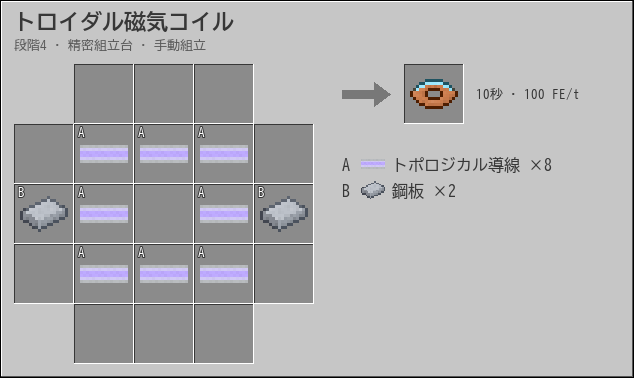 トロイダル磁気コイル
段階4 · 精密組立台 · 手動組立
10秒 · 100 FE/t
A A A
A トポロジカル導線 ×8
B A A B
B 鋼板 ×2
A A A